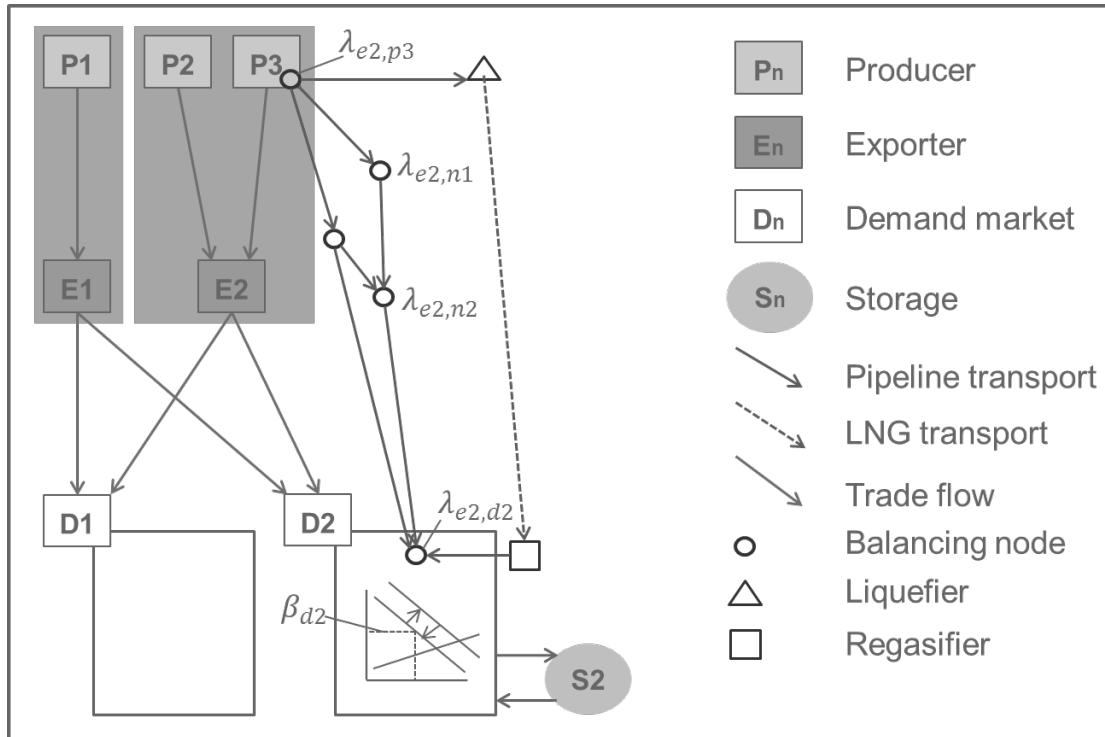 P1
P2
P3
λe2,p3
λe2,n1
λe2,n2
E1
E2
D1
D2
λe2,d2
βd2
S2
Pn
Producer
En
Exporter
Dn
Demand market
Sn
Storage
Pipeline transport
LNG transport
Trade flow
Balancing node
Liquefier
Regasifier